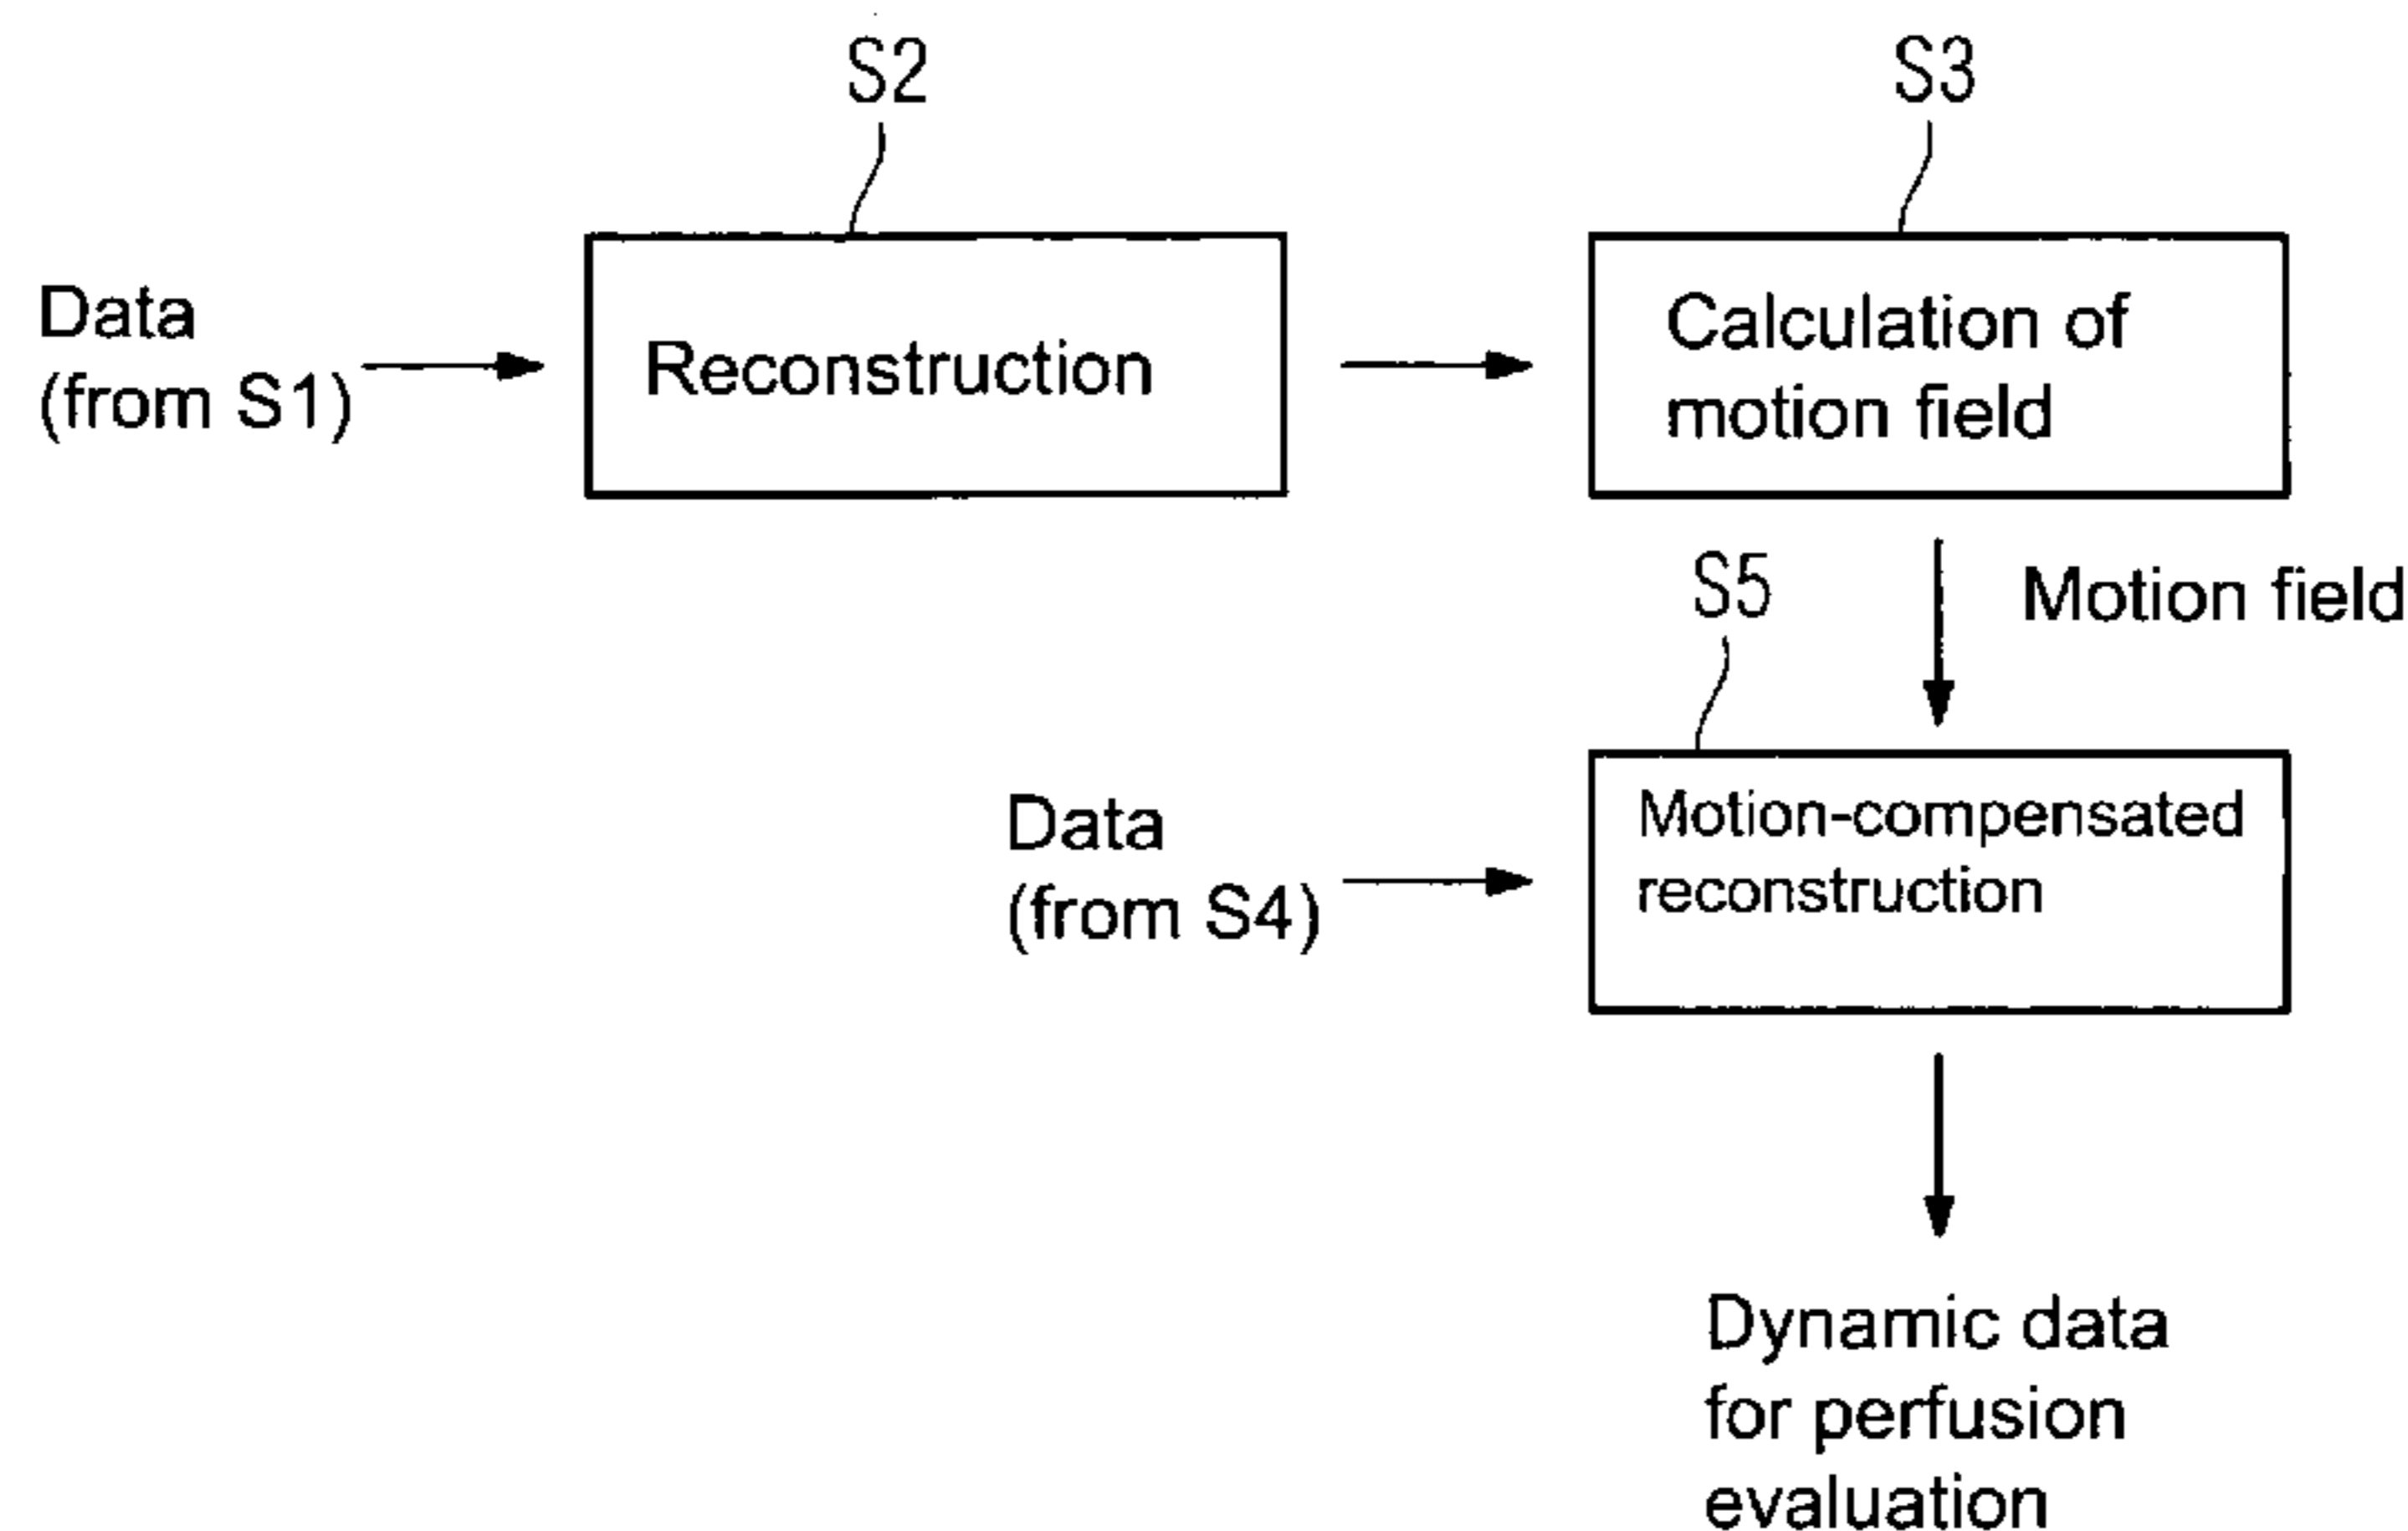 S2
S3
Data
(from S1)
Reconstruction
Calculation of
motion field
S5
Motion field
Data
(from S4)
Motion-compensated
reconstruction
Dynamic data
for perfusion
evaluation